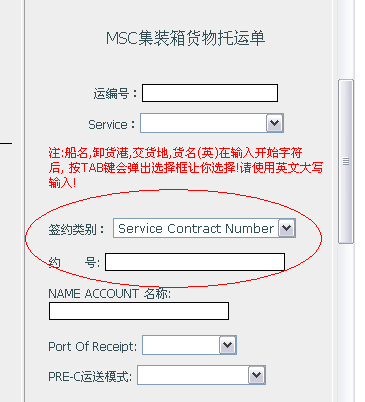 MSC集装箱货物托运单
运编号：
Service：
注:船名,卸货港,交货地,货名(英)在输入开始字符
后, 按TAB键会弹出选择框让你选择!请使用英文大写
输入!
签约类别： Service Contract Number
约 号:
NAME ACCOUNT 名称:
Port Of Receipt:
PRE-C运送模式: